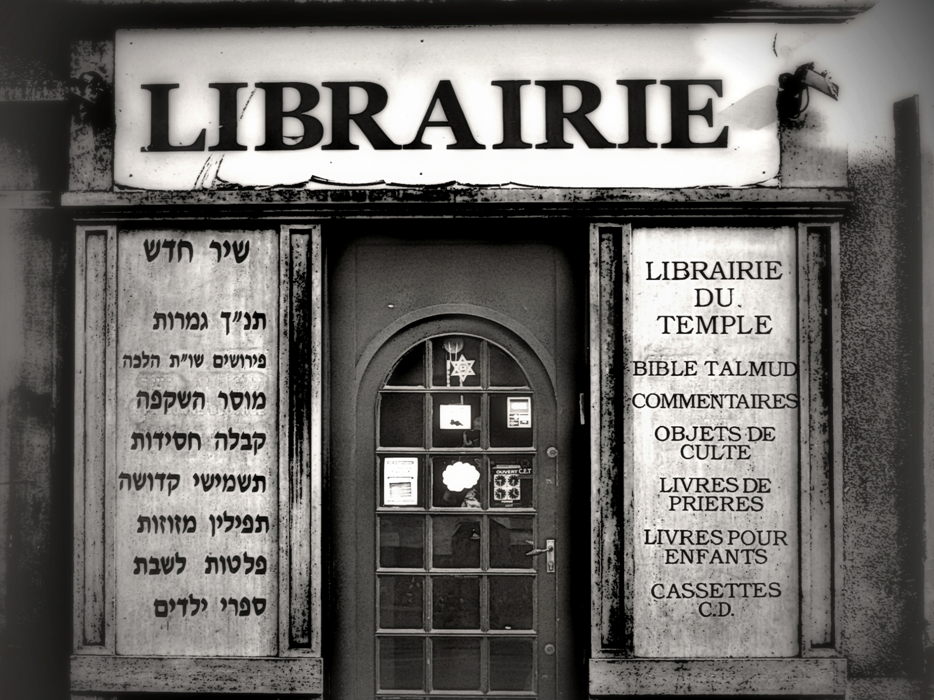 LIBRAIRIE
שיר חדש
תנ״ך גמרות
פירושים שו״ת הלכה
מוסר השקפה
קבלה חסידות
תשמישי קדושה
תפילין מזוזות
פלטות לשבת
ספרי ילדים
OUVERT
LIBRAIRIE
DU.
TEMPLE
BIBLE TALMUD
COMMENTAIRES
OBJETS DE
CULTE
LIVRES DE
PRIERES
LIVRES POUR
ENFANTS
CASSETTES
C.D.